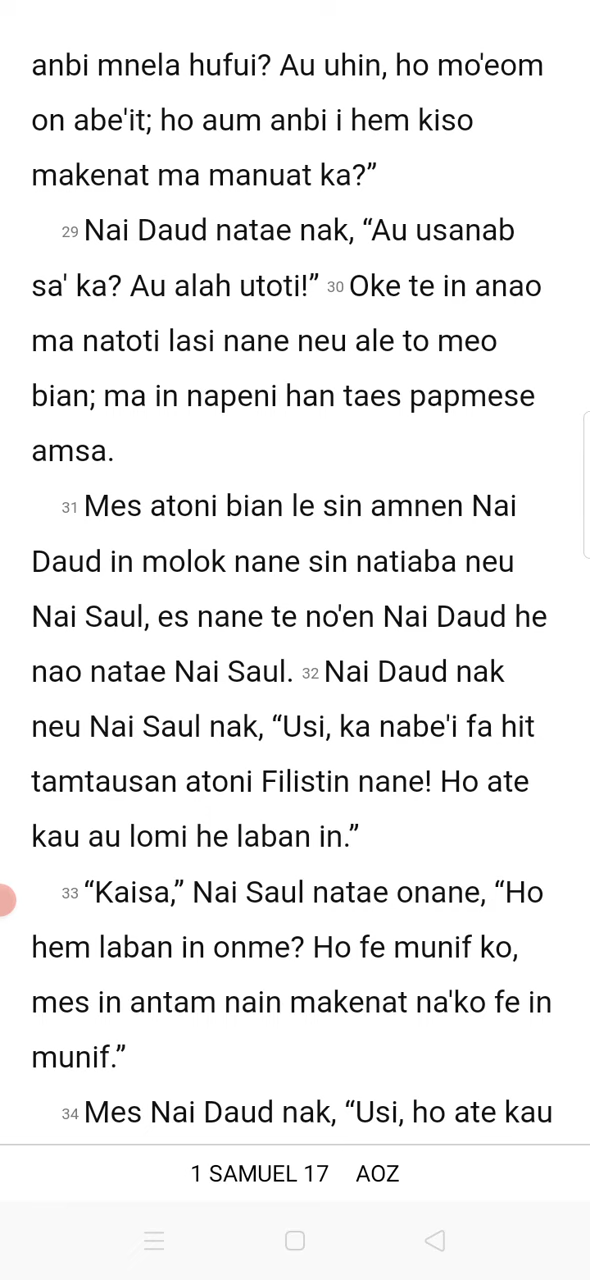 anbi mnela hufui? Au uhin, ho mo'eom
on abe'it; ho aum anbi i hem kiso
makenat ma manuat ka?”
29 Nai Daud natae nak, “Au usanab
sa' ka? Au alah utoti!” 30 Oke te in anao
ma natoti lasi nane neu ale to meo
bian; ma in napeni han taes papmese
amsa.
31 Mes atoni bian le sin amnen Nai
Daud in molok nane sin natiaba neu
Nai Saul, es nane te no'en Nai Daud he
nao natae Nai Saul. 32 Nai Daud nak
neu Nai Saul nak, “Usi, ka nabe'i fa hit
tamtausan atoni Filistin nane! Ho ate
kau au lomi he laban in.”
33 “Kaisa,” Nai Saul natae onane, “Ho
hem laban in onme? Ho fe munif ko,
mes in antam nain makenat na'ko fe in
munif.”
34 Mes Nai Daud nak, “Usi, ho ate kau
1 SAMUEL 17 AOZ